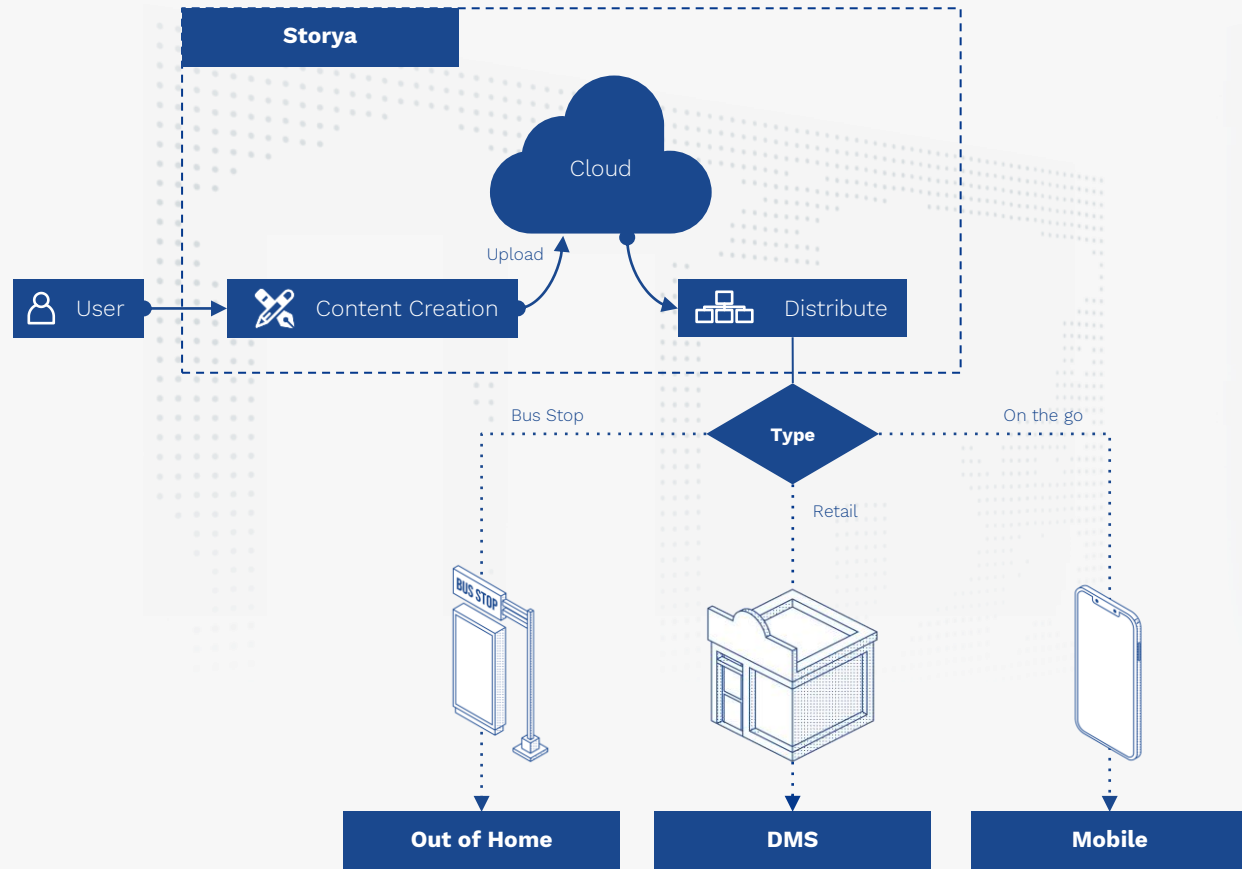 Storya
Cloud
Upload
User
Content Creation
Distribute
Bus Stop
Type
On the go
Retail
BUS STOP
Out of Home
DMS
Mobile